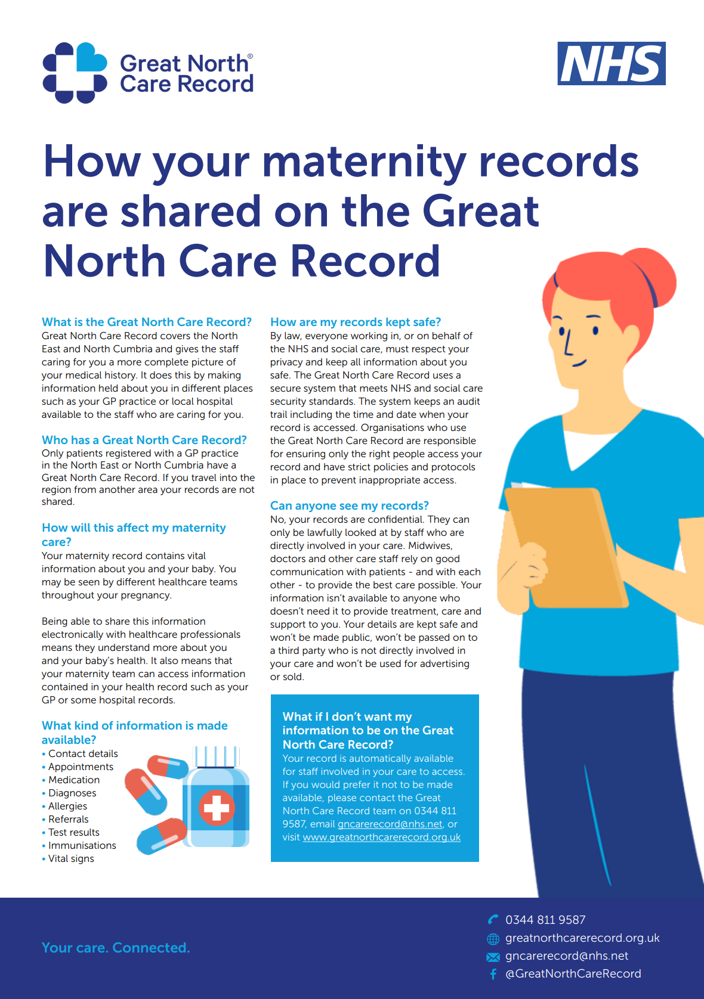 Great North®
Care Record
NHS
How your maternity records
are shared on the Great
North Care Record
What is the Great North Care Record?
Great North Care Record covers the North
East and North Cumbria and gives the staff
caring for you a more complete picture of
your medical history. It does this by making
information held about you in different places
such as your GP practice or local hospital
available to the staff who are caring for you.
Who has a Great North Care Record?
Only patients registered with a GP practice
in the North East or North Cumbria have a
Great North Care Record. If you travel into the
region from another area your records are not
shared.
How will this affect my maternity
care?
Your maternity record contains vital
information about you and your baby. You
may be seen by different healthcare teams
throughout your pregnancy.
Being able to share this information
electronically with healthcare professionals
means they understand more about you
and your baby's health. It also means that
your maternity team can access information
contained in your health record such as your
GP or some hospital records.
What kind of information is made
available?
• Contact details
• Appointments
• Medication
• Diagnoses
• Allergies
• Referrals
• Test results
• Immunisations
• Vital signs
How are my records kept safe?
By law, everyone working in, or on behalf of
the NHS and social care, must respect your
privacy and keep all information about you
safe. The Great North Care Record uses a
secure system that meets NHS and social care
security standards. The system keeps an audit
trail including the time and date when your
record is accessed. Organisations who use
the Great North Care Record are responsible
for ensuring only the right people access your
record and have strict policies and protocols
in place to prevent inappropriate access.
Can anyone see my records?
No, your records are confidential. They can
only be lawfully looked at by staff who are
directly involved in your care. Midwives,
doctors and other care staff rely on good
communication with patients - and with each
other - to provide the best care possible. Your
information isn't available to anyone who
doesn't need it to provide treatment, care and
support to you. Your details are kept safe and
won't be made public, won't be passed on to
a third party who is not directly involved in
your care and won't be used for advertising
or sold.
What if I don't want my
information to be on the Great
North Care Record?
Your record is automatically available
for staff involved in your care to access.
If you would prefer it not to be made
available, please contact the Great
North Care Record team on 0344 811
9587, email gncarerecord@nhs.net, or
visit www.greatnorthcarerecord.org.uk
Your care. Connected.
0344 811 9587
greatnorthcarerecord.org.uk
gncarerecord@nhs.net
@GreatNorthCareRecord